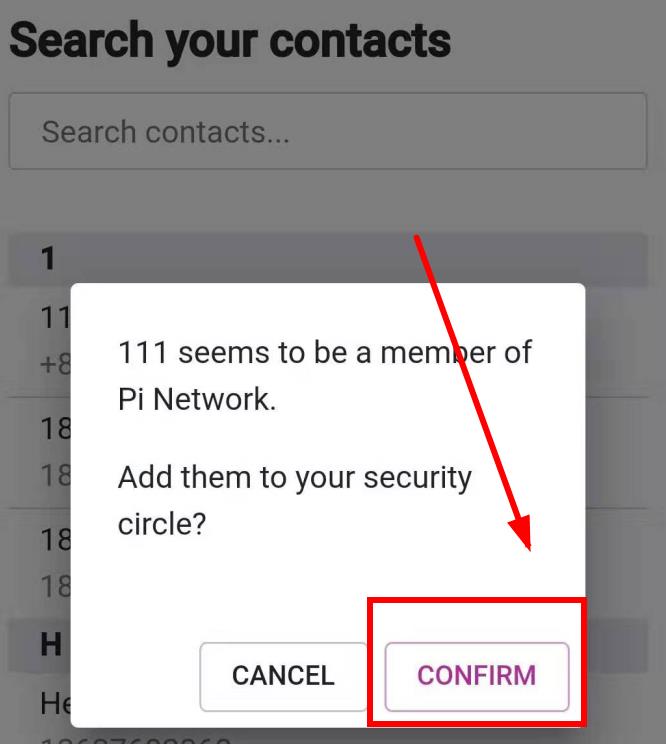 Search your contacts
Search contacts...
1
11
+8
111 seems to be a member of
Pi Network.
18
18
Add them to your security
circle?
18
18
H
CANCEL
CONFIRM
He